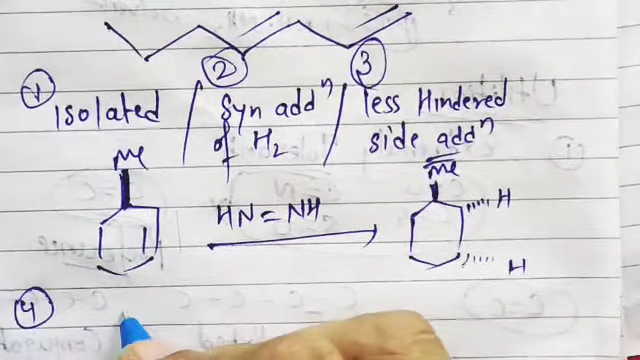 2 3
1 Isolated / Syn addⁿ / less Hindered
of H₂ side addⁿ
Me Me
HN=NH H
H
4